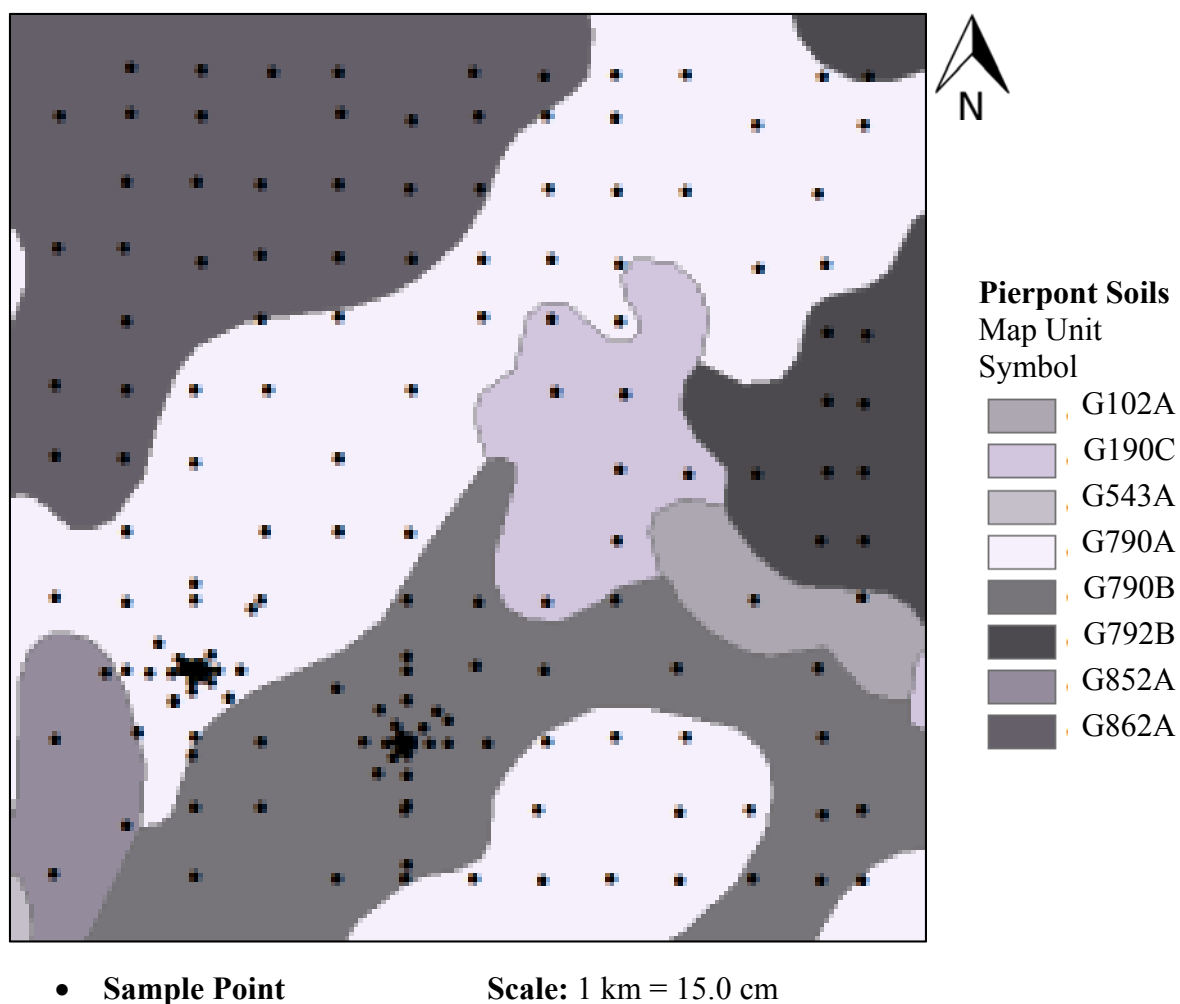 N
Pierpont Soils
Map Unit
Symbol
G102A
G190C
G543A
G790A
G790B
G792B
G852A
G862A
• Sample Point
Scale: 1 km = 15.0 cm